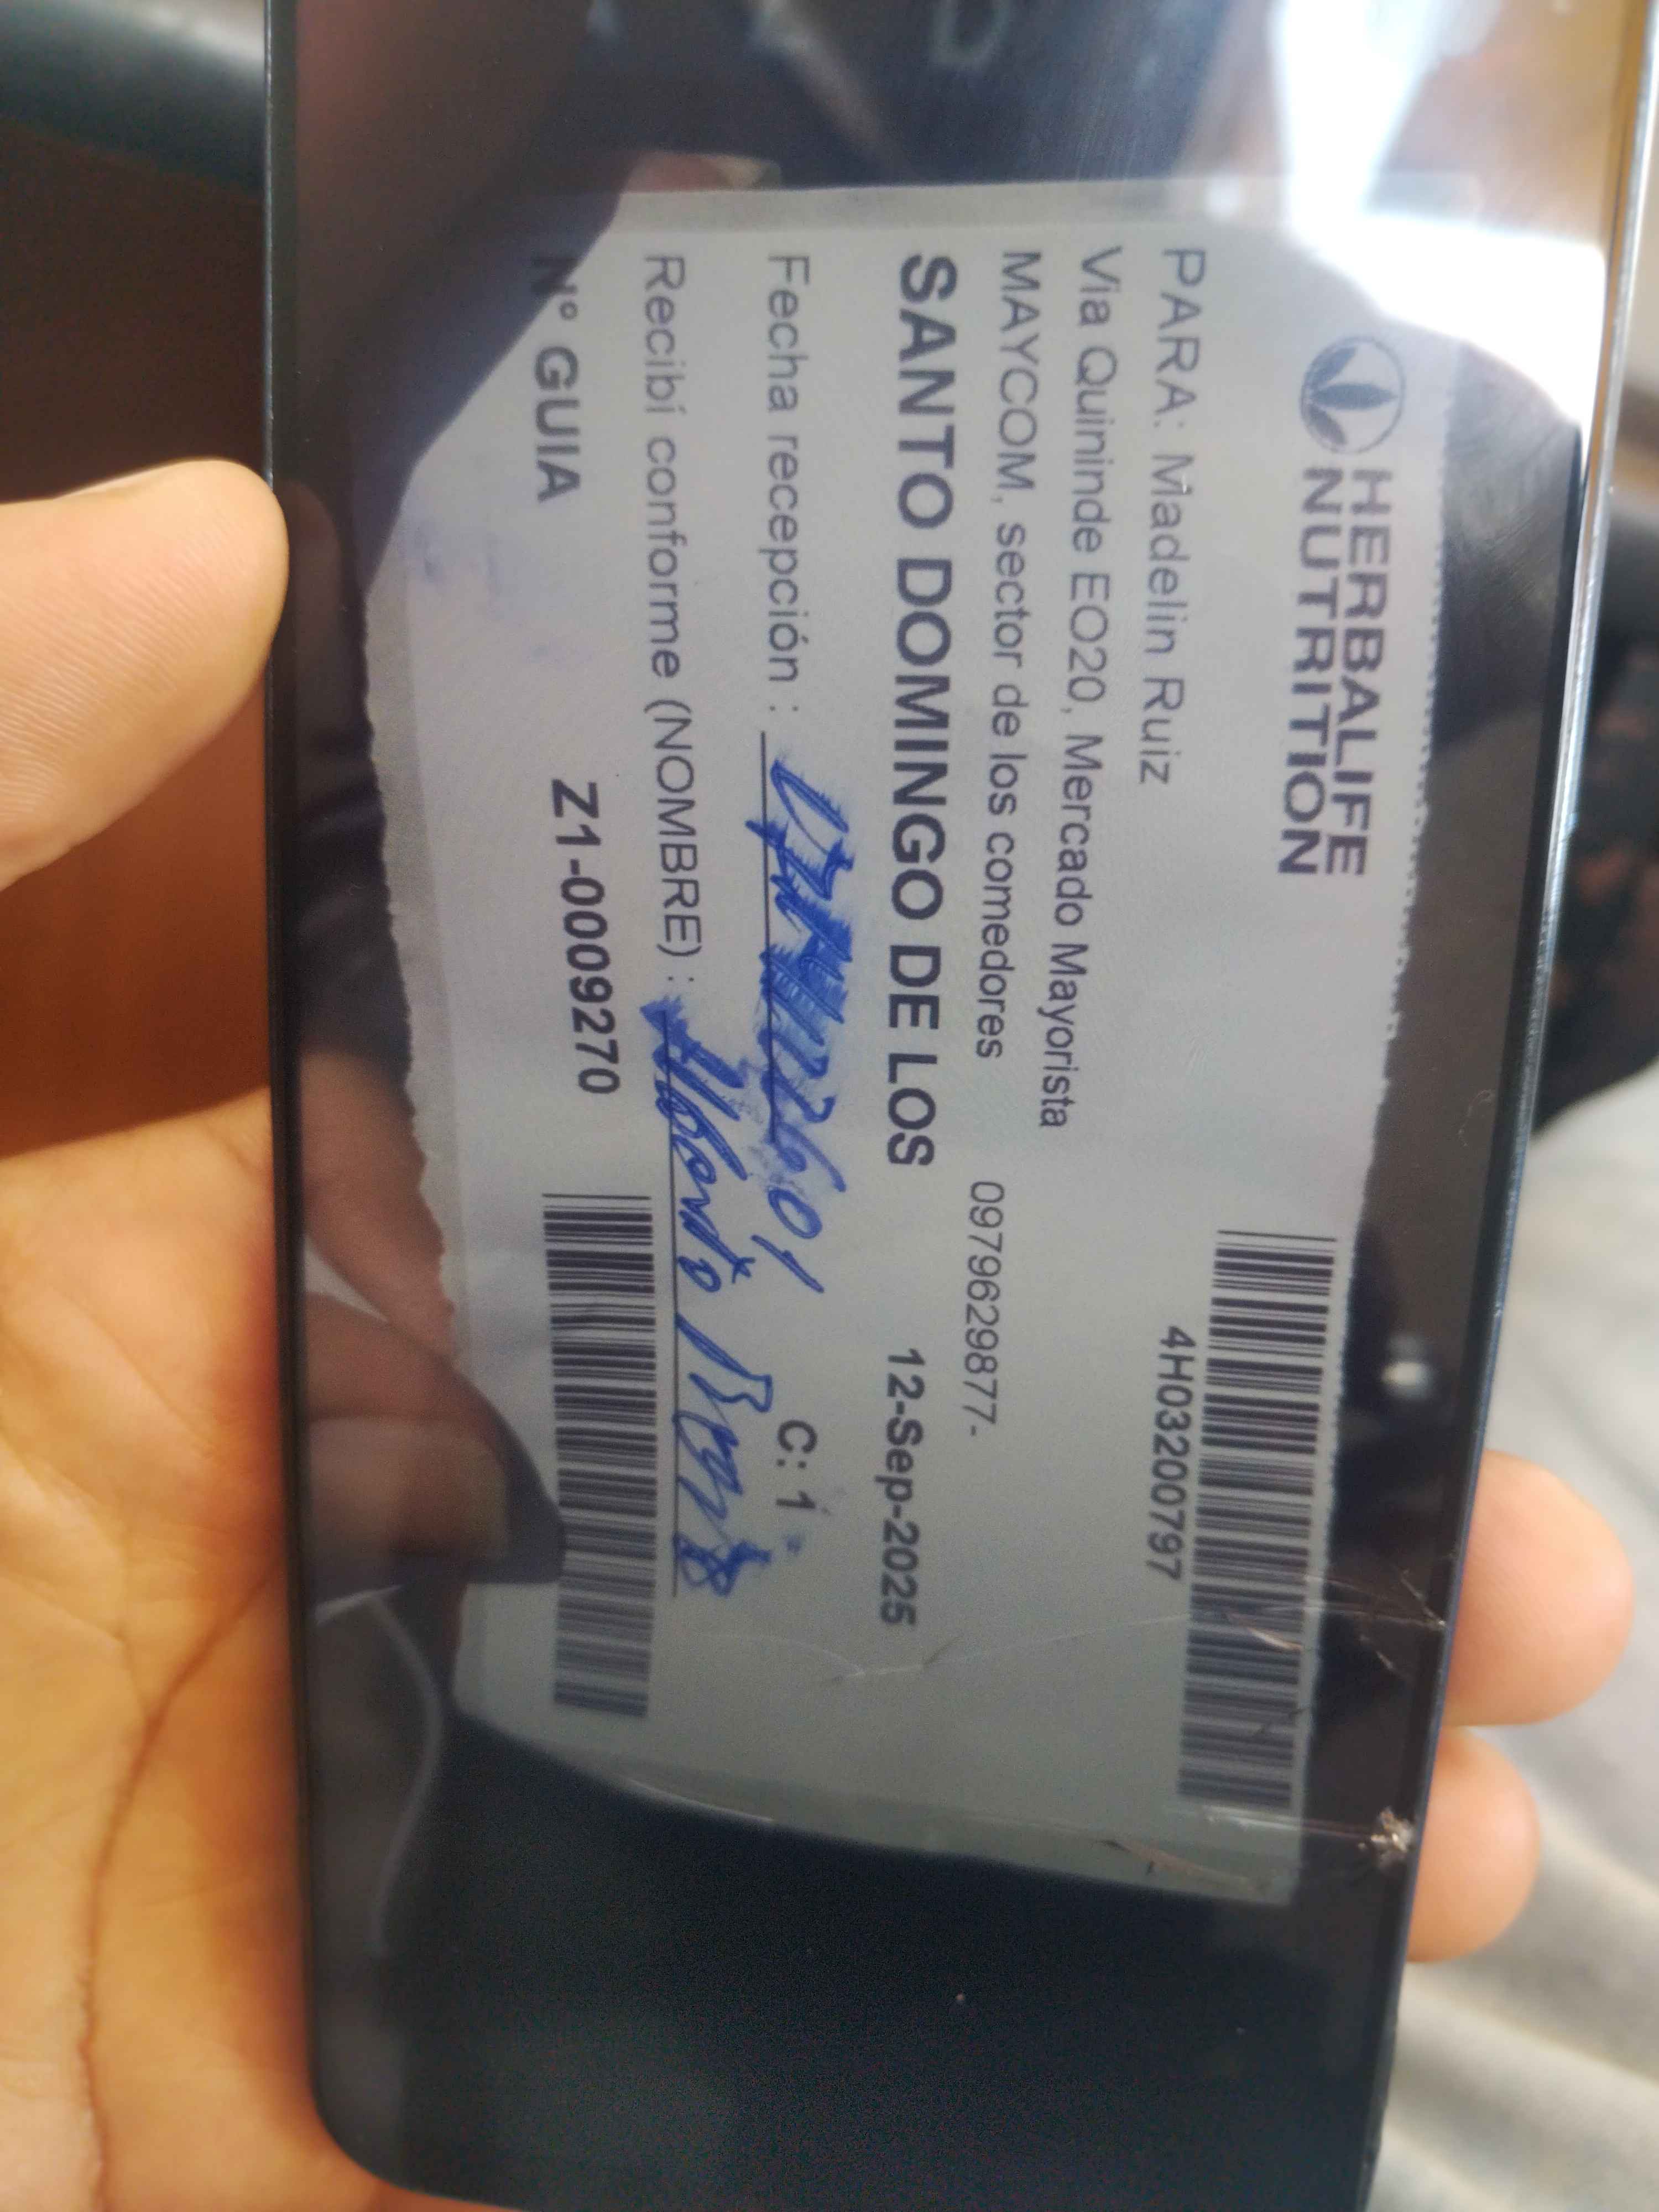 HERBALIFE
NUTRITION
4H03200797
PARA: Madelin Ruiz
Via Quininde EO20, Mercado Mayorista
MAYCOM, sector de los comedores 0979629877-
SANTO DOMINGO DE LOS 12-Sep-2025
Fecha recepción :
C: 1
Recibí conforme (NOMBRE) :
N° GUIA Z1-0009270